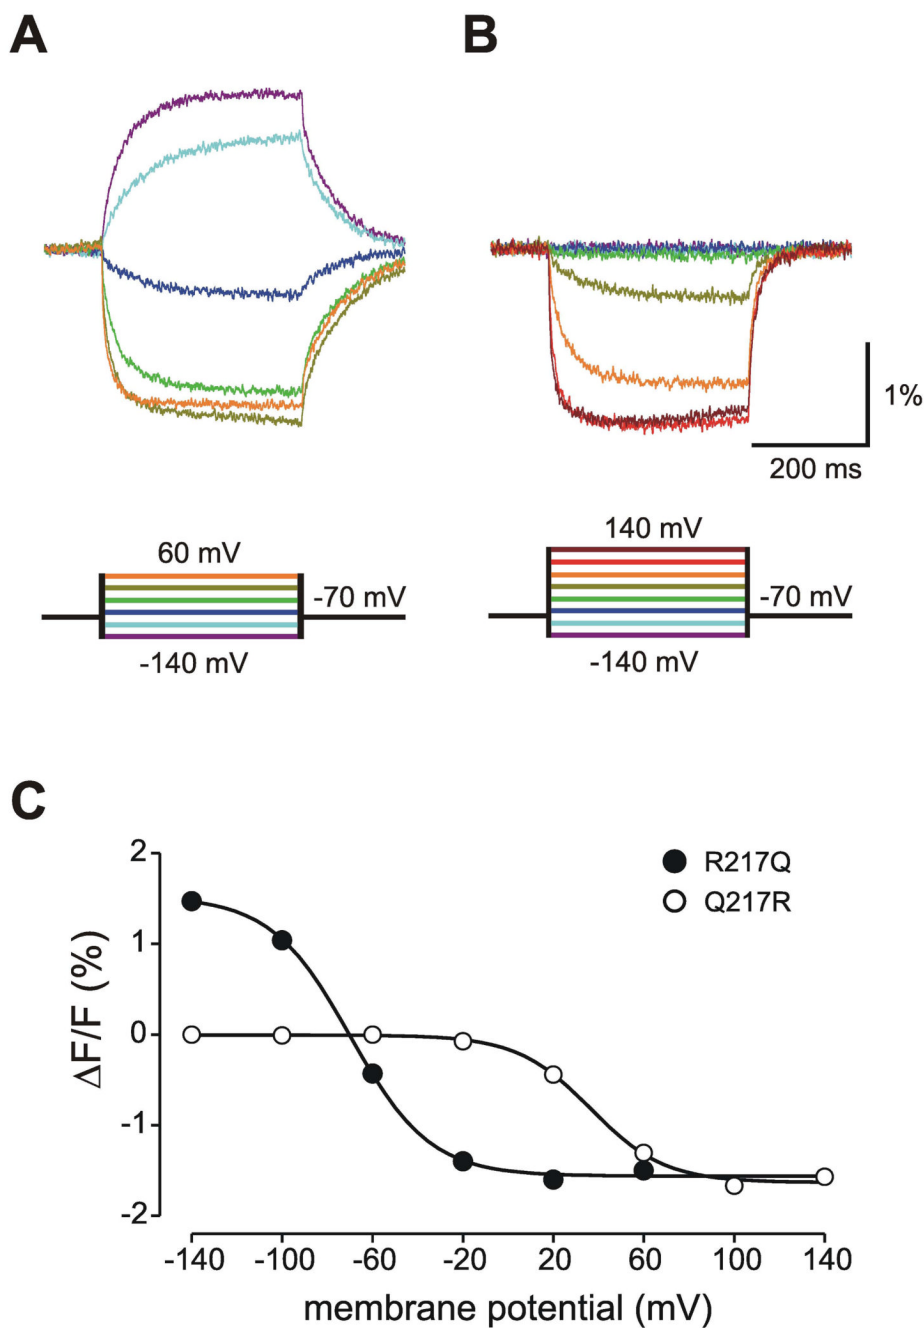 A
B
1%
200 ms
60 mV
-70 mV
-140 mV
140 mV
-70 mV
-140 mV
C
R217Q
Q217R
ΔF/F (%)
2
1
0
-1
-2
-140 -100 -60 -20 20 60 100 140
membrane potential (mV)